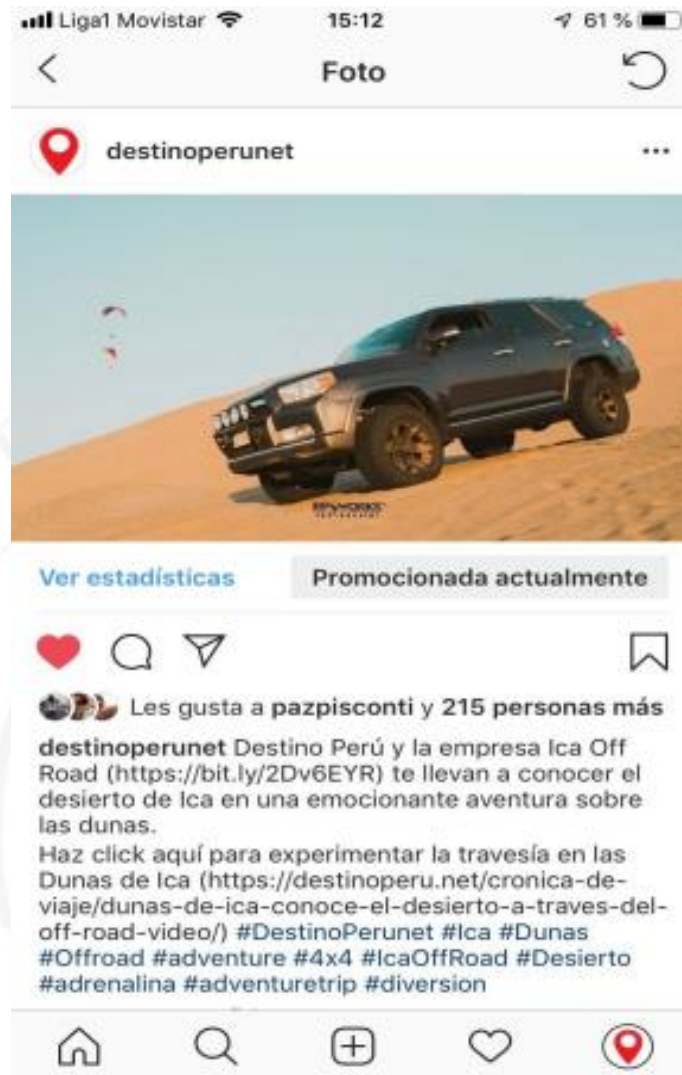 Liga1 Movistar 15:12 61 %
Foto
destinoperunet
Ver estadísticas Promocionada actualmente
Les gusta a pazpisconti y 215 personas más
destinoperunet Destino Perú y la empresa Ica Off
Road (https://bit.ly/2Dv6EYR) te llevan a conocer el
desierto de Ica en una emocionante aventura sobre
las dunas.
Haz click aquí para experimentar la travesía en las
Dunas de Ica (https://destinoperu.net/cronica-de-
viaje/dunas-de-ica-conoce-el-desierto-a-traves-del-
off-road-video/) #DestinoPerunet #Ica #Dunas
#Offroad #adventure #4x4 #IcaOffRoad #Desierto
#adrenalina #adventuretrip #diversion